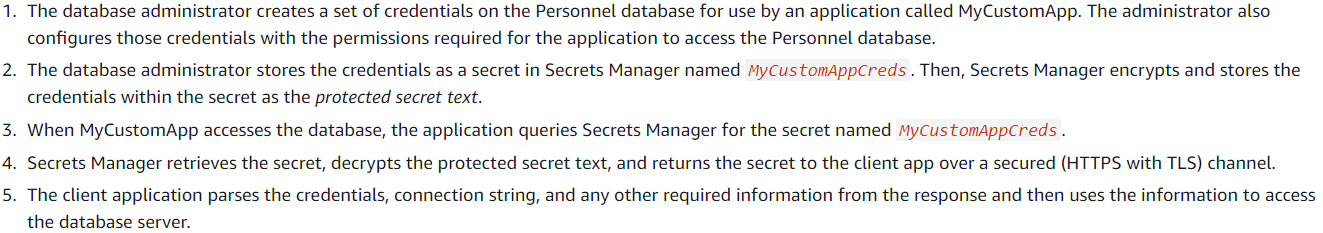 1. The database administrator creates a set of credentials on the Personnel database for use by an application called MyCustomApp. The administrator also
configures those credentials with the permissions required for the application to access the Personnel database.
2. The database administrator stores the credentials as a secret in Secrets Manager named MyCustomAppCreds. Then, Secrets Manager encrypts and stores the
credentials within the secret as the protected secret text.
3. When MyCustomApp accesses the database, the application queries Secrets Manager for the secret named MyCustomAppCreds.
4. Secrets Manager retrieves the secret, decrypts the protected secret text, and returns the secret to the client app over a secured (HTTPS with TLS) channel.
5. The client application parses the credentials, connection string, and any other required information from the response and then uses the information to access
the database server.